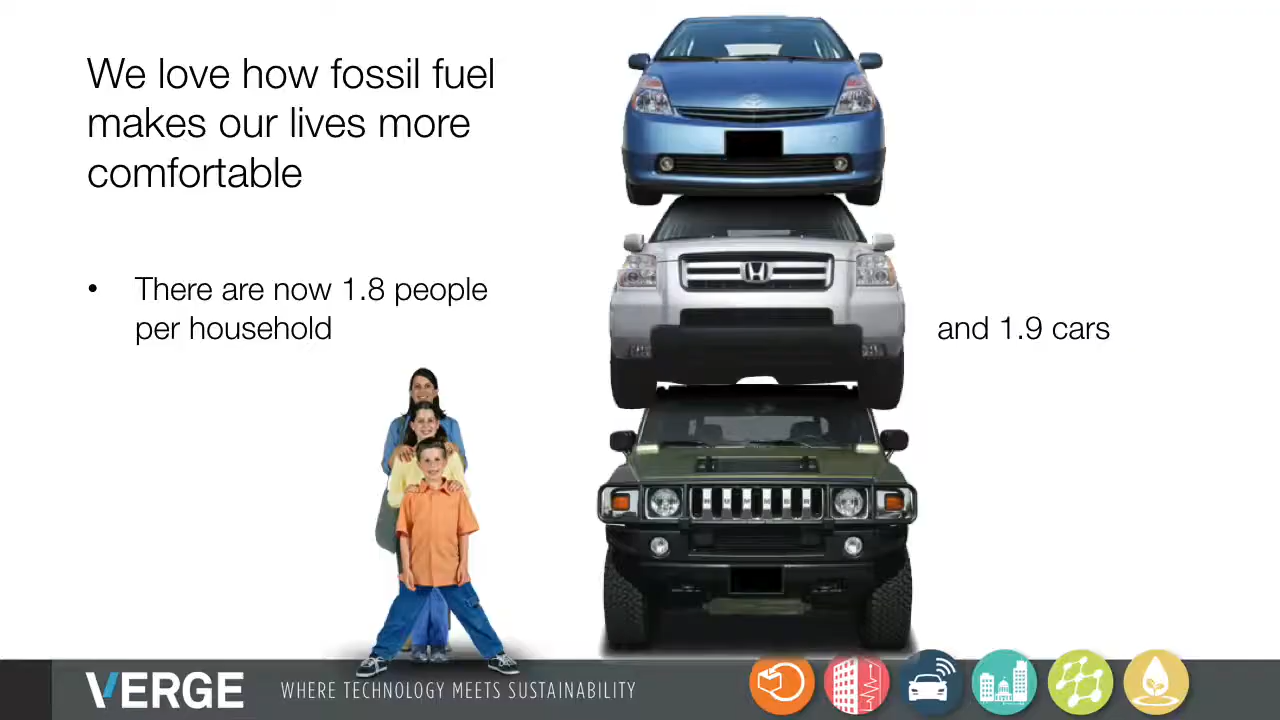 We love how fossil fuel
makes our lives more
comfortable
• There are now 1.8 people
per household
and 1.9 cars
HUMMER
VERGE
WHERE TECHNOLOGY MEETS SUSTAINABILITY